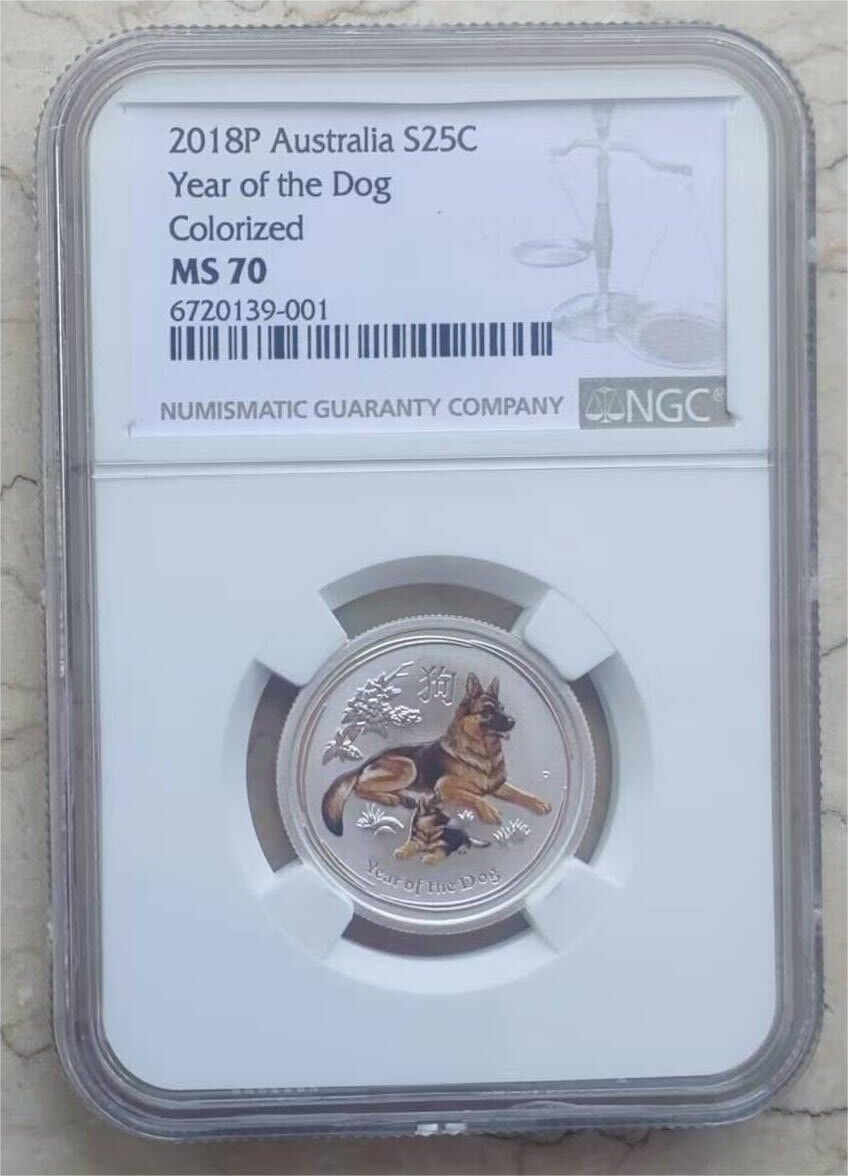 2018P Australia S25C
Year of the Dog
Colorized
MS 70
6720139-001
NUMISMATIC GUARANTY COMPANY NGC®
狗
P
Year of the Dog